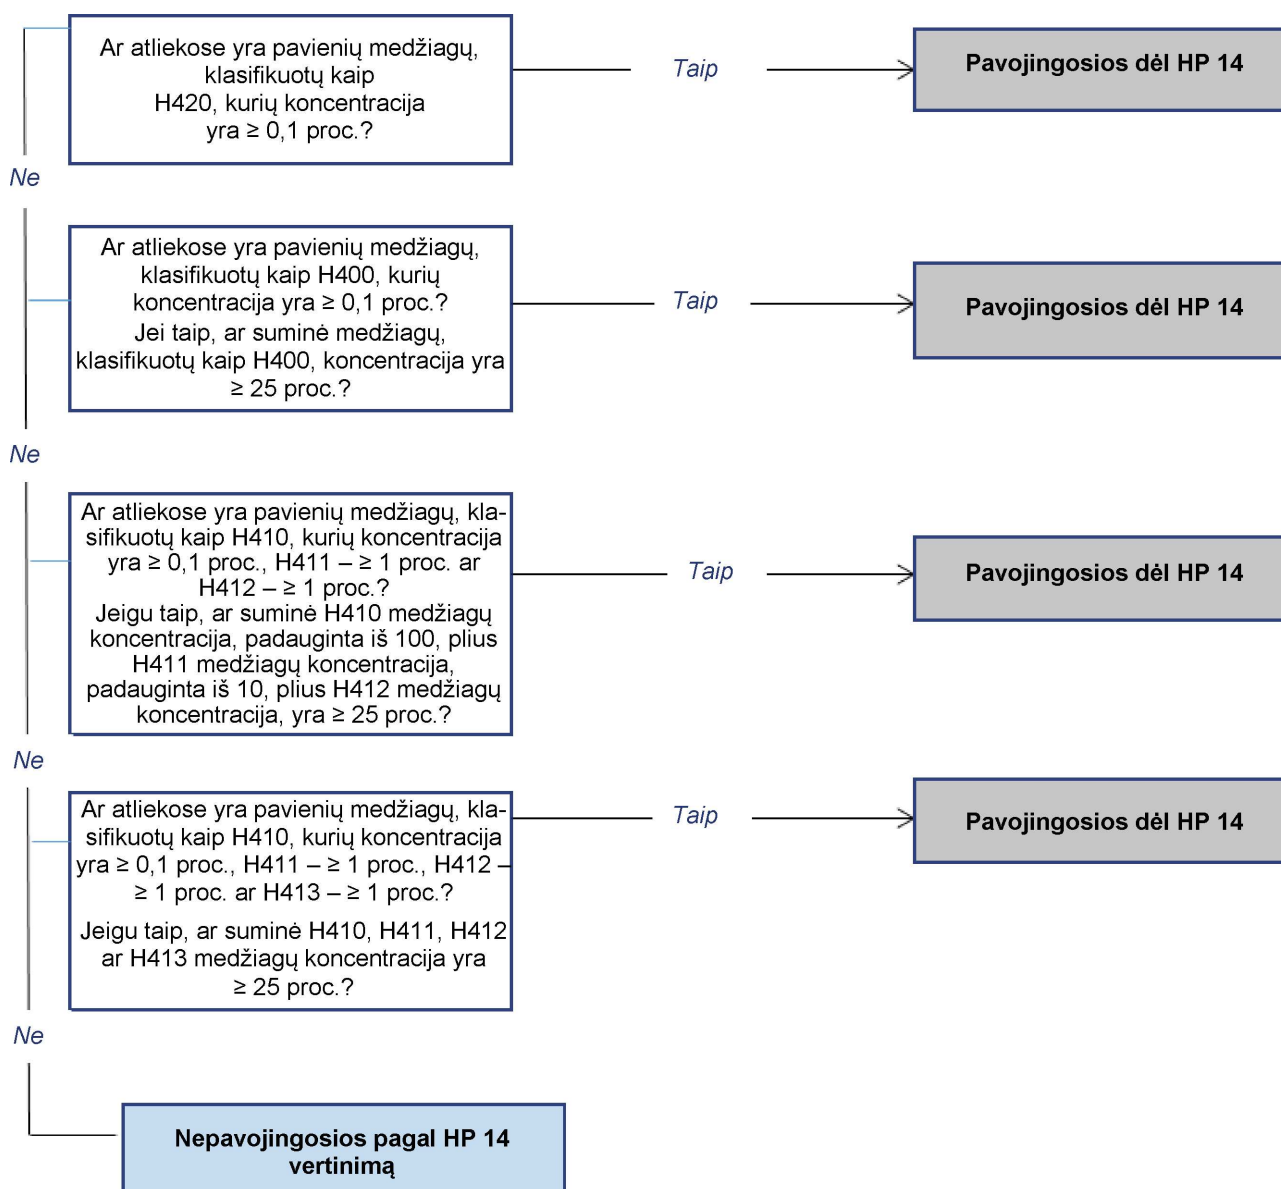 Ar atliekose yra pavienių medžiagų,
klasifikuotų kaip
H420, kurių koncentracija
yra ≥ 0,1 proc.?
Taip
Pavojingosios dėl HP 14
Ne
Ar atliekose yra pavienių medžiagų,
klasifikuotų kaip H400, kurių
koncentracija yra ≥ 0,1 proc.?
Jei taip, ar suminė medžiagų,
klasifikuotų kaip H400, koncentracija yra
≥ 25 proc.?
Taip
Pavojingosios dėl HP 14
Ne
Ar atliekose yra pavienių medžiagų, kla-
sifikuotų kaip H410, kurių koncentracija
yra ≥ 0,1 proc., H411 – ≥ 1 proc. ar
H412 – ≥ 1 proc.?
Jeigu taip, ar suminė H410 medžiagų
koncentracija, padauginta iš 100, plius
H411 medžiagų koncentracija,
padauginta iš 10, plius H412 medžiagų
koncentracija, yra ≥ 25 proc.?
Taip
Pavojingosios dėl HP 14
Ne
Ar atliekose yra pavienių medžiagų, kla-
sifikuotų kaip H410, kurių koncentracija
yra ≥ 0,1 proc., H411 – ≥ 1 proc., H412 –
≥ 1 proc. ar H413 – ≥ 1 proc.?
Jeigu taip, ar suminė H410, H411, H412
ar H413 medžiagų koncentracija yra
≥ 25 proc.?
Taip
Pavojingosios dėl HP 14
Ne
Nepavojingosios pagal HP 14
vertinimą